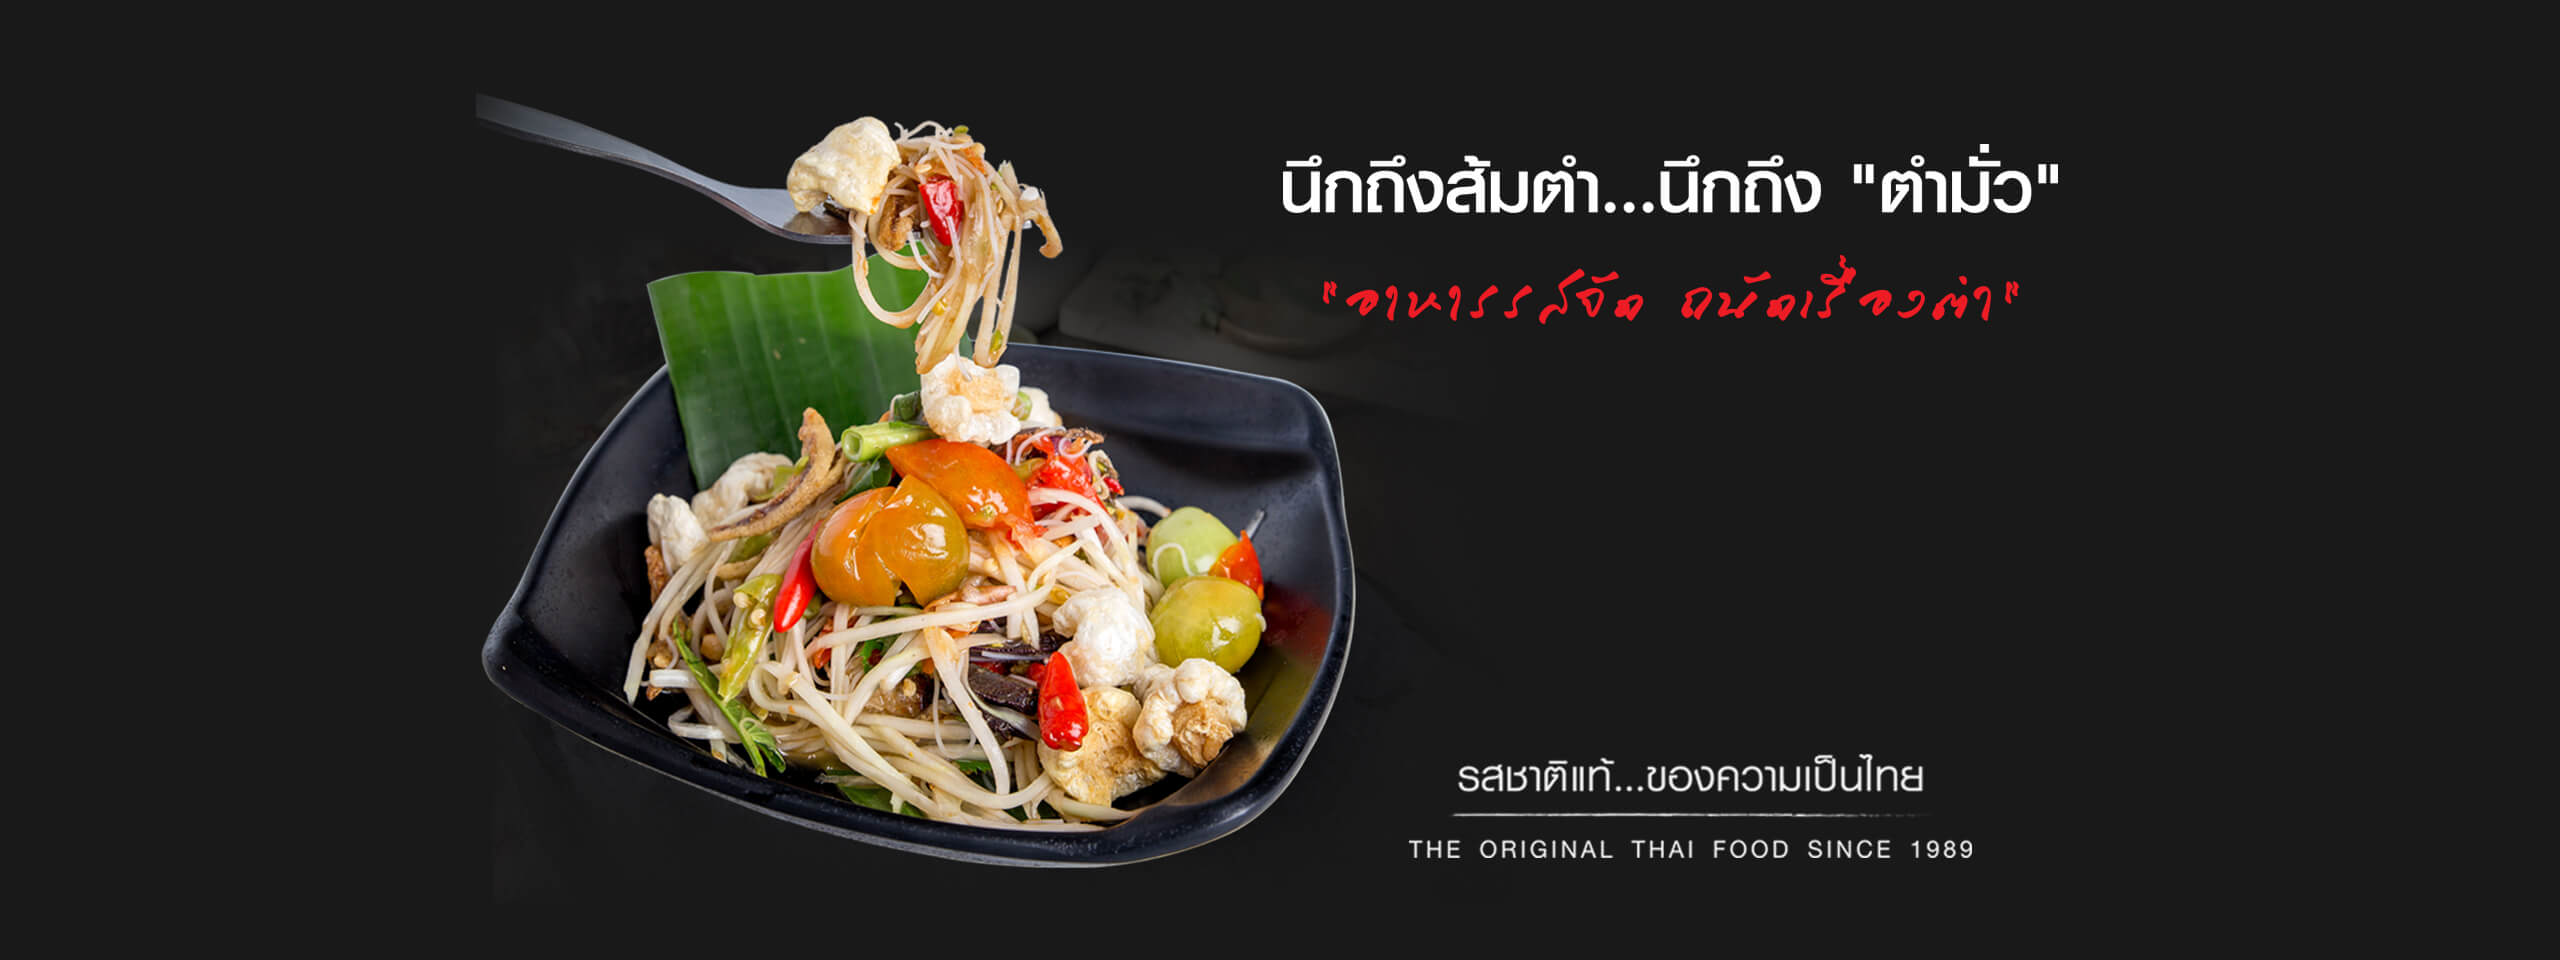 นึกถึงส้มตำ...นึกถึง "ตำมั่ว"
"อาหารรสจัด ถนัดเรื่องตำ"
รสชาติแท้...ของความเป็นไทย
THE ORIGINAL THAI FOOD SINCE 1989